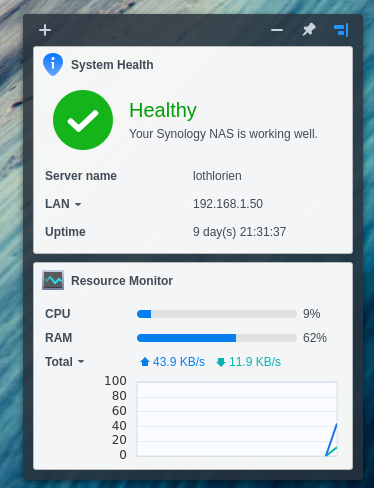 System Health
Healthy
Your Synology NAS is working well.
Server name lothlorien
LAN 192.168.1.50
Uptime 9 day(s) 21:31:37
Resource Monitor
CPU 9%
RAM 62%
Total 43.9 KB/s 11.9 KB/s
100
80
60
40
20
0